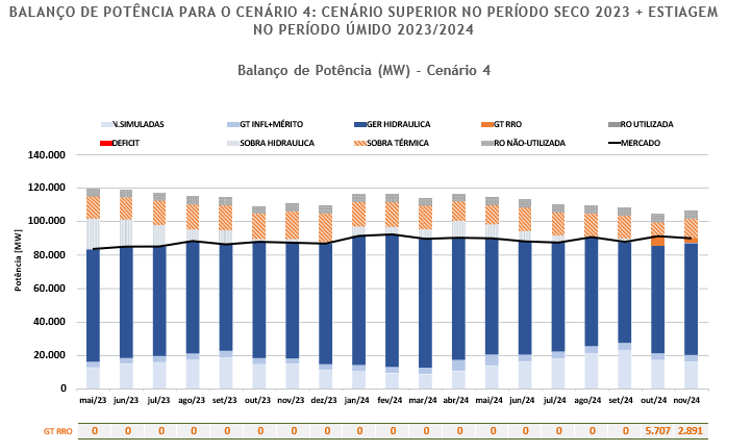 BALANÇO DE POTÊNCIA PARA O CENÁRIO 4: CENÁRIO SUPERIOR NO PERÍODO SECO 2023 + ESTIAGEM
NO PERÍODO ÚMIDO 2023/2024
Balanço de Potência (MW) - Cenário 4
N.SIMULADAS GT INFL+MÉRITO GER HIDRAULICA GT RRO RO UTILIZADA
DEFICIT SOBRA HIDRAULICA SOBRA TÉRMICA RO NÃO-UTILIZADA MERCADO
140.000
120.000
100.000
80.000
60.000
40.000
20.000
0
Potência [MW]
mai/23 jun/23 jul/23 ago/23 set/23 out/23 nov/23 dez/23 jan/24 fev/24 mar/24 abr/24 mai/24 jun/24 jul/24 ago/24 set/24 out/24 nov/24
GT RRO 0 0 0 0 0 0 0 0 0 0 0 0 0 0 0 0 0 5.707 2.891